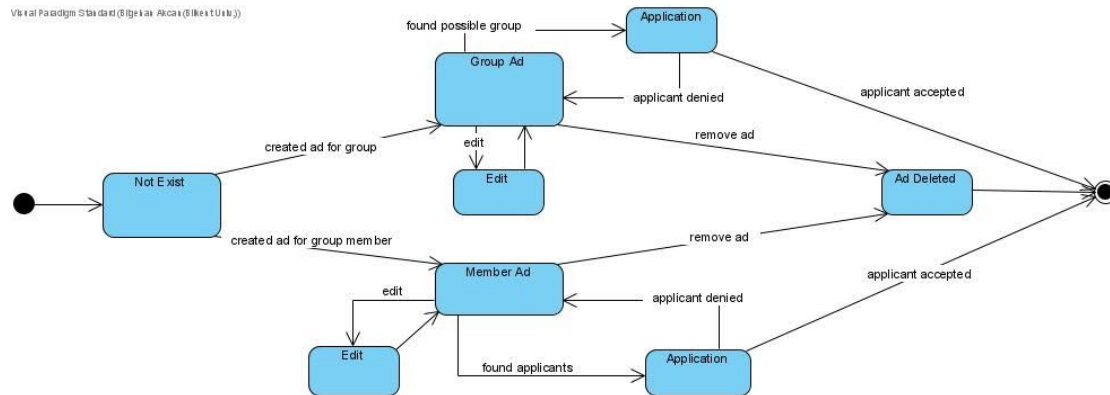 Visual Paradigm Standard(Bilgehan Akcan(Bilkent Univ.))
Application
found possible group
Group Ad
applicant denied
applicant accepted
remove ad
edit
created ad for group
Edit
Not Exist
Ad Deleted
created ad for group member
remove ad
Member Ad
applicant accepted
edit
applicant denied
Edit
found applicants
Application